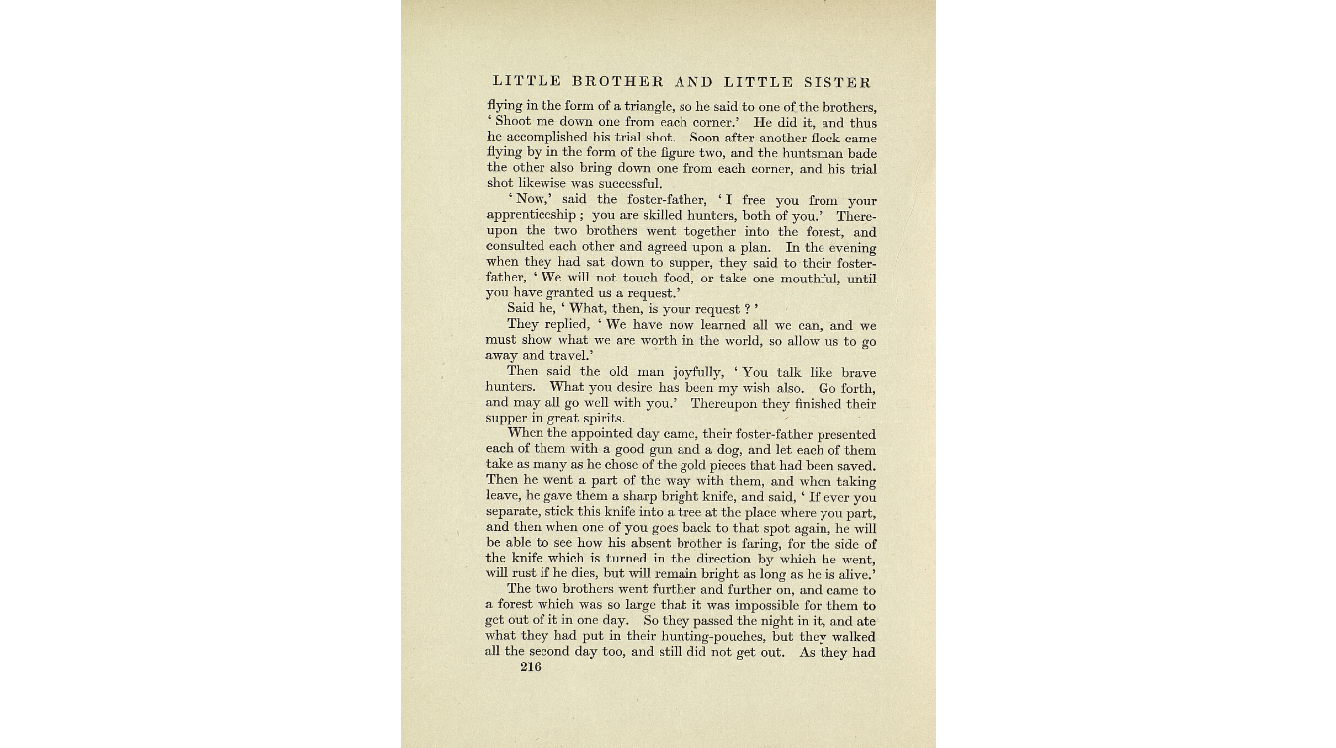 LITTLE BROTHER AND LITTLE SISTER
flying in the form of a triangle, so he said to one of the brothers,
‘ Shoot me down one from each corner.’ He did it, and thus
he accomplished his trial shot. Soon after another flock came
flying by in the form of the figure two, and the huntsman bade
the other also bring down one from each corner, and his trial
shot likewise was successful.
‘ Now,’ said the foster-father, ‘ I free you from your
apprenticeship ; you are skilled hunters, both of you.’ There-
upon the two brothers went together into the forest, and
consulted each other and agreed upon a plan. In the evening
when they had sat down to supper, they said to their foster-
father, ‘ We will not touch food, or take one mouthful, until
you have granted us a request.’
Said he, ‘ What, then, is your request ? ’
They replied, ‘ We have now learned all we can, and we
must show what we are worth in the world, so allow us to go
away and travel.’
Then said the old man joyfully, ‘ You talk like brave
hunters. What you desire has been my wish also. Go forth,
and may all go well with you.’ Thereupon they finished their
supper in great spirits.
When the appointed day came, their foster-father presented
each of them with a good gun and a dog, and let each of them
take as many as he chose of the gold pieces that had been saved.
Then he went a part of the way with them, and when taking
leave, he gave them a sharp bright knife, and said, ‘ If ever you
separate, stick this knife into a tree at the place where you part,
and then when one of you goes back to that spot again, he will
be able to see how his absent brother is faring, for the side of
the knife which is turned in the direction by which he went,
will rust if he dies, but will remain bright as long as he is alive.’
The two brothers went further and further on, and came to
a forest which was so large that it was impossible for them to
get out of it in one day. So they passed the night in it, and ate
what they had put in their hunting-pouches, but they walked
all the second day too, and still did not get out. As they had
216